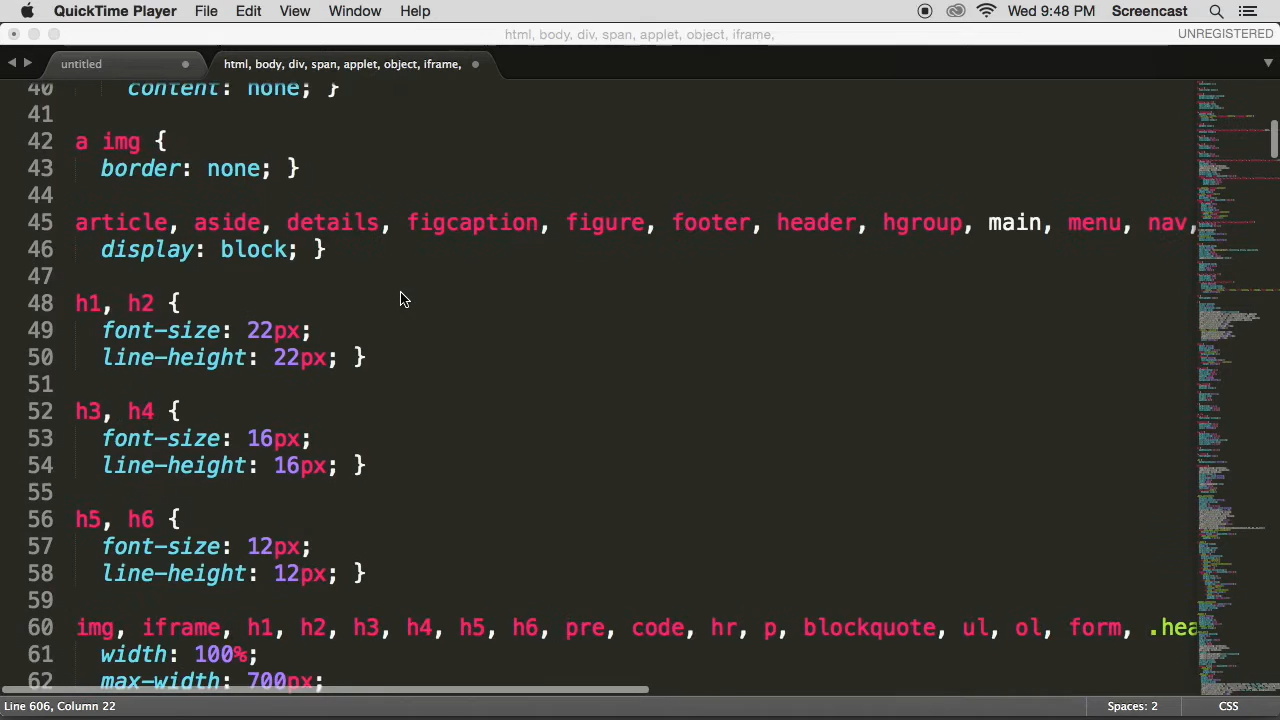 QuickTime Player File Edit View Window Help Wed 9:48 PM Screencast
html, body, div, span, applet, object, iframe, UNREGISTERED
untitled html, body, div, span, applet, object, iframe,
40 content: none; }
41
42 a img {
43 border: none; }
44
45 article, aside, details, figcaption, figure, footer, header, hgroup, main, menu, nav,
46 display: block; }
47
48 h1, h2 {
49 font-size: 22px;
50 line-height: 22px; }
51
52 h3, h4 {
53 font-size: 16px;
54 line-height: 16px; }
55
56 h5, h6 {
57 font-size: 12px;
58 line-height: 12px; }
59
60 img, iframe, h1, h2, h3, h4, h5, h6, pre, code, hr, p, blockquote, ul, ol, form, .hea
61 width: 100%;
62 max-width: 700px;
Line 606, Column 22 Spaces: 2 CSS